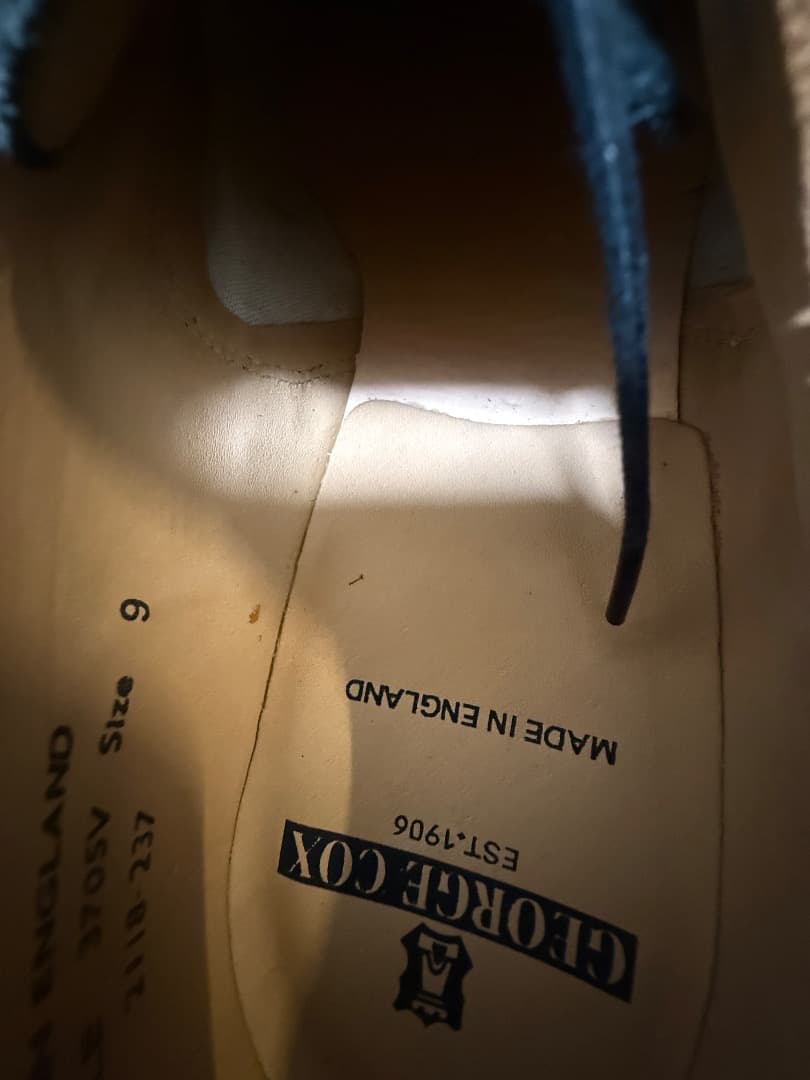 GEORGE COX
EST.1906
MADE IN ENGLAND
ENGLAND
3705V Size 9
2118-237